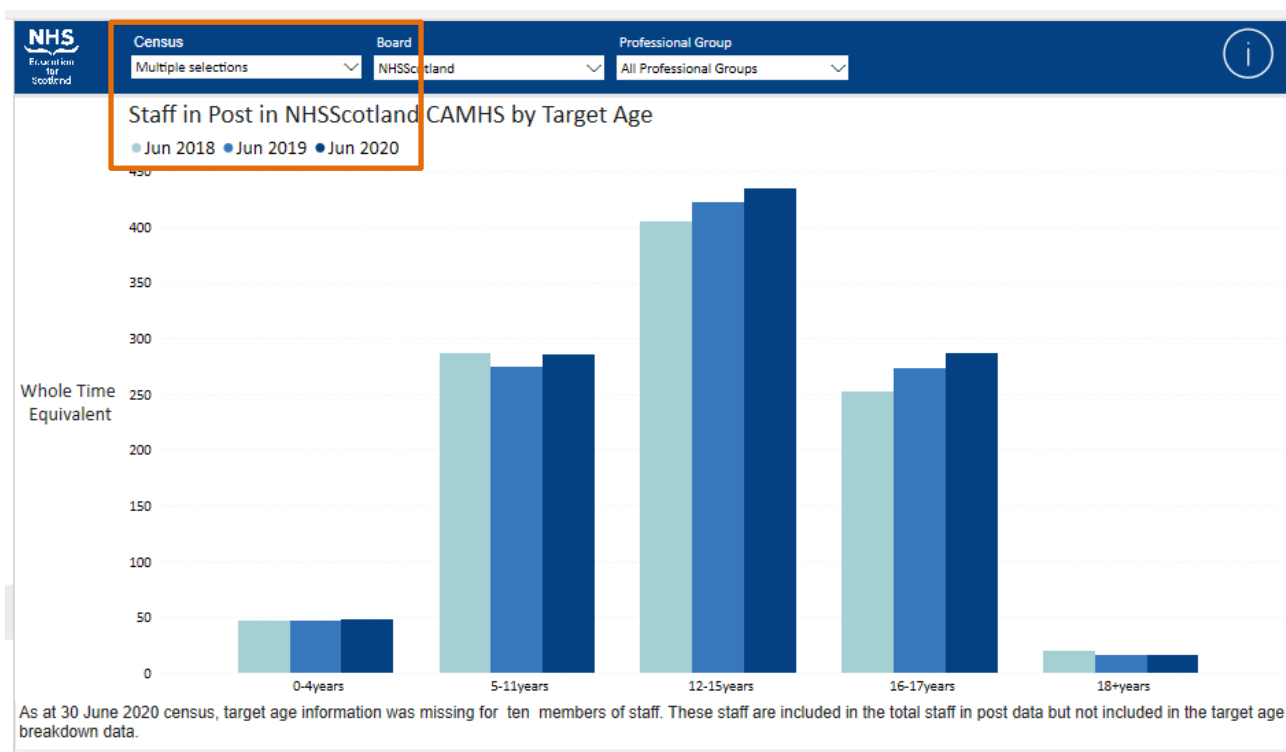 NHS
Education
for
Scotland
Census
Board
Professional Group
Multiple selections
NHSScotland
All Professional Groups
i
Staff in Post in NHSScotland CAMHS by Target Age
Jun 2018 Jun 2019 Jun 2020
450
400
350
300
Whole Time
Equivalent
250
200
150
100
50
0
0-4years
5-11years
12-15years
16-17years
18+years
As at 30 June 2020 census, target age information was missing for ten members of staff. These staff are included in the total staff in post data but not included in the target age
breakdown data.